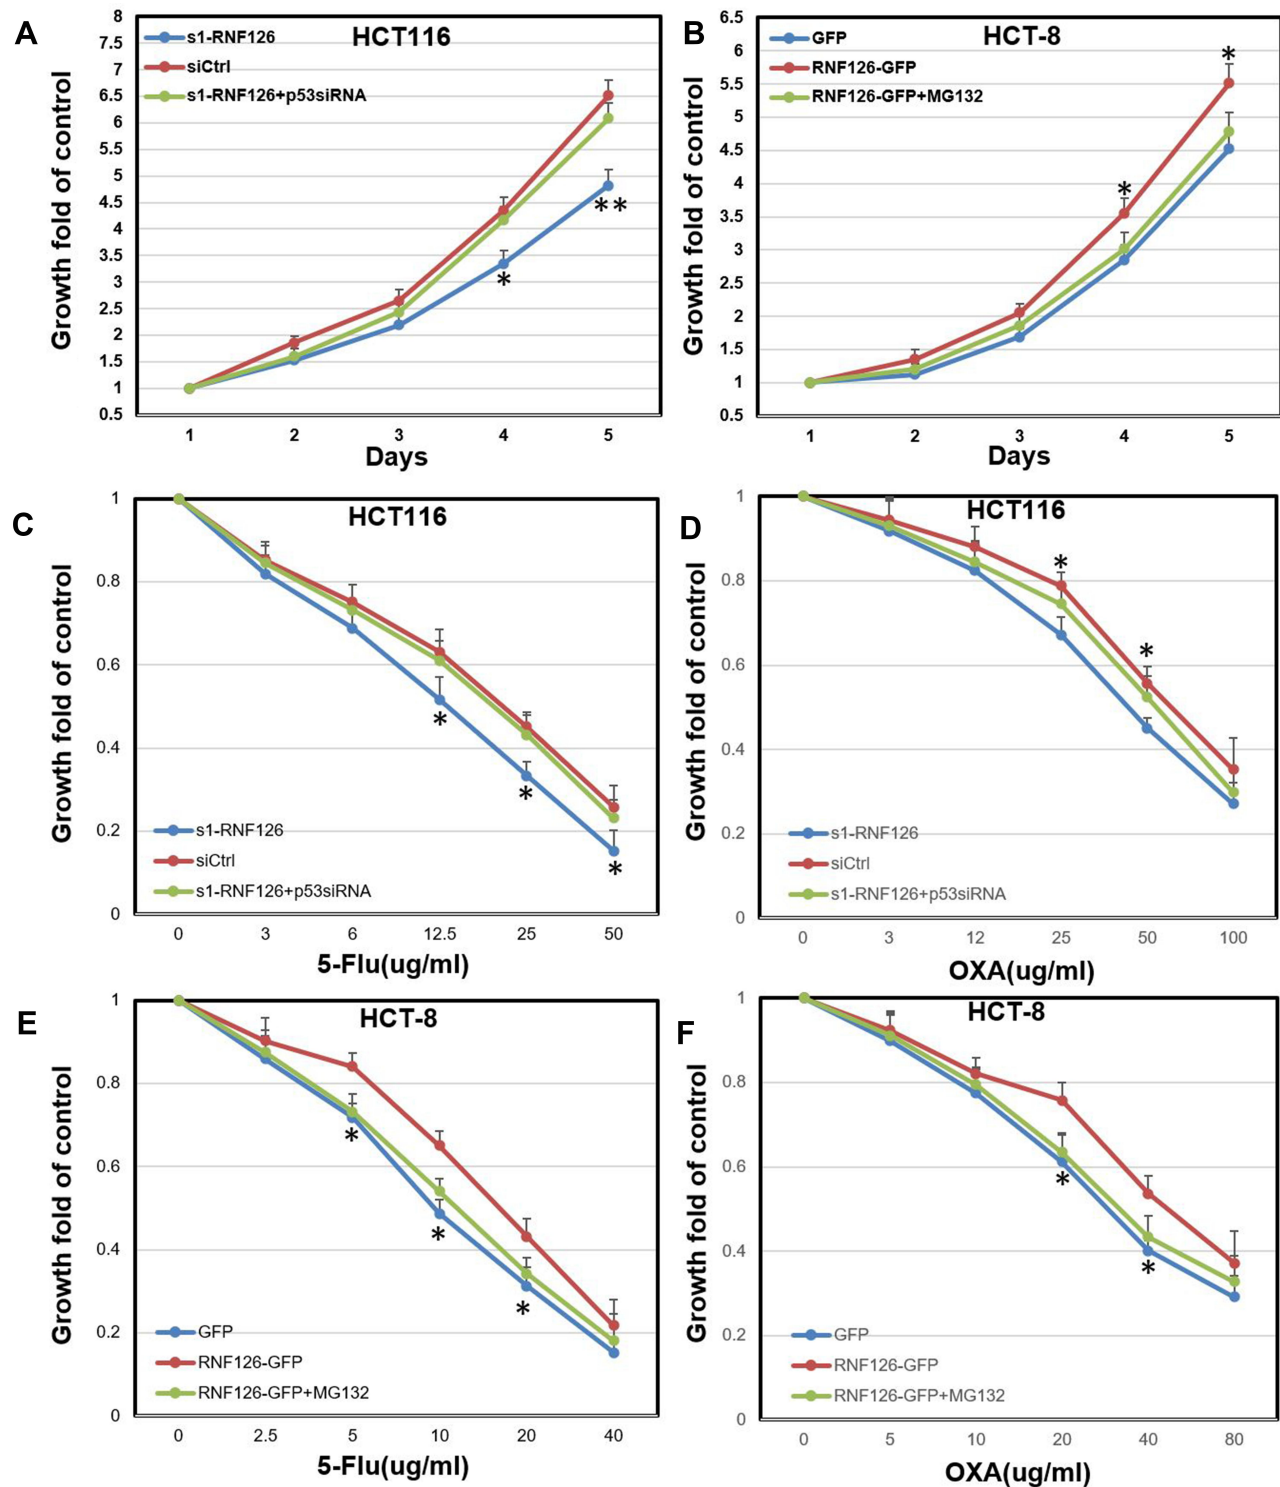 A
HCT116
s1-RNF126
siCtrl
s1-RNF126+p53siRNA
Growth fold of control
8
7.5
7
6.5
6
5.5
5
4.5
4
3.5
3
2.5
2
1.5
1
0.5
*
**
1 2 3 4 5
Days
B
HCT-8
GFP
RNF126-GFP
RNF126-GFP+MG132
Growth fold of control
6.5
6
5.5
5
4.5
4
3.5
3
2.5
2
1.5
1
0.5
*
*
1 2 3 4 5
Days
C
HCT116
Growth fold of control
1
0.8
0.6
0.4
0.2
0
*
*
*
s1-RNF126
siCtrl
s1-RNF126+p53siRNA
0 3 6 12.5 25 50
5-Flu(ug/ml)
D
HCT116
Growth fold of control
1
0.8
0.6
0.4
0.2
0
*
*
s1-RNF126
siCtrl
s1-RNF126+p53siRNA
0 3 12 25 50 100
OXA(ug/ml)
E
HCT-8
Growth fold of control
1
0.8
0.6
0.4
0.2
0
*
*
*
GFP
RNF126-GFP
RNF126-GFP+MG132
0 2.5 5 10 20 40
5-Flu(ug/ml)
F
HCT-8
Growth fold of control
1
0.8
0.6
0.4
0.2
0
*
*
GFP
RNF126-GFP
RNF126-GFP+MG132
0 5 10 20 40 80
OXA(ug/ml)